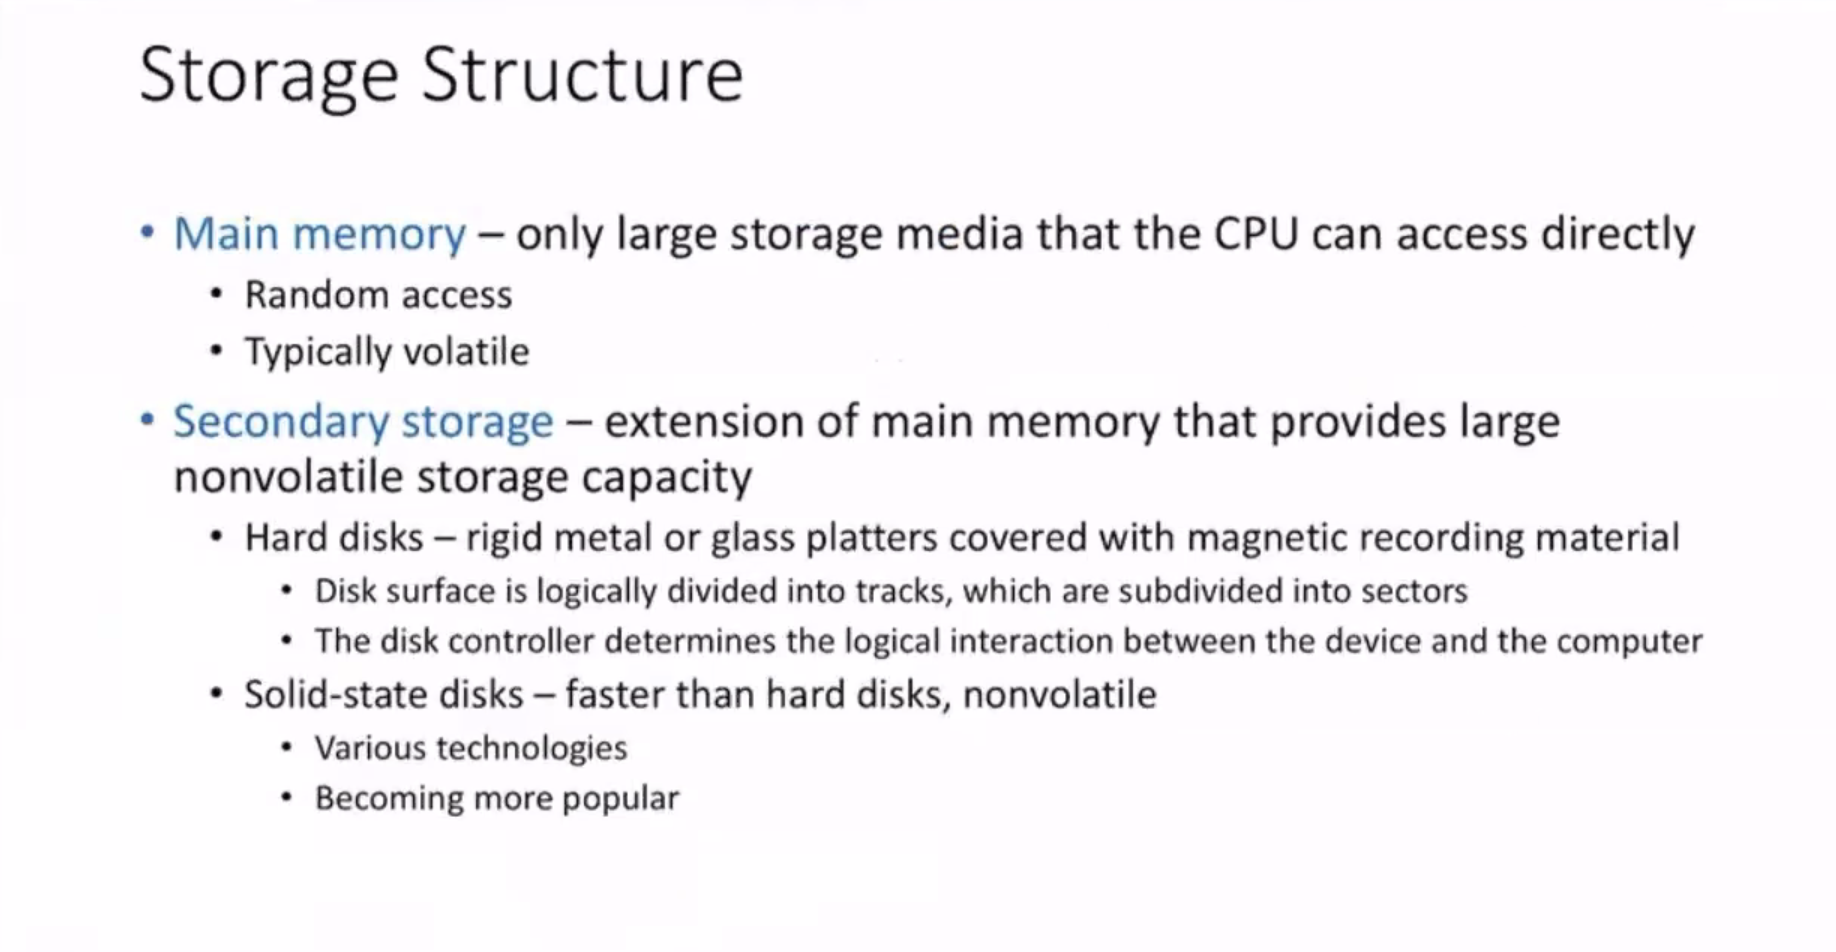 Storage Structure
• Main memory – only large storage media that the CPU can access directly
• Random access
• Typically volatile
• Secondary storage – extension of main memory that provides large
nonvolatile storage capacity
• Hard disks – rigid metal or glass platters covered with magnetic recording material
• Disk surface is logically divided into tracks, which are subdivided into sectors
• The disk controller determines the logical interaction between the device and the computer
• Solid-state disks – faster than hard disks, nonvolatile
• Various technologies
• Becoming more popular